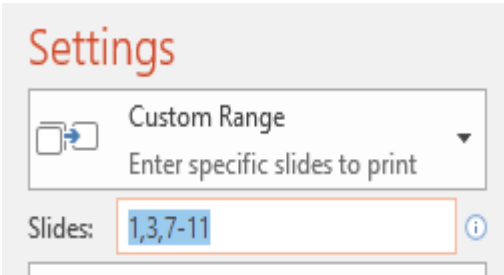 Settings
Custom Range
Enter specific slides to print
Slides: 1,3,7-11